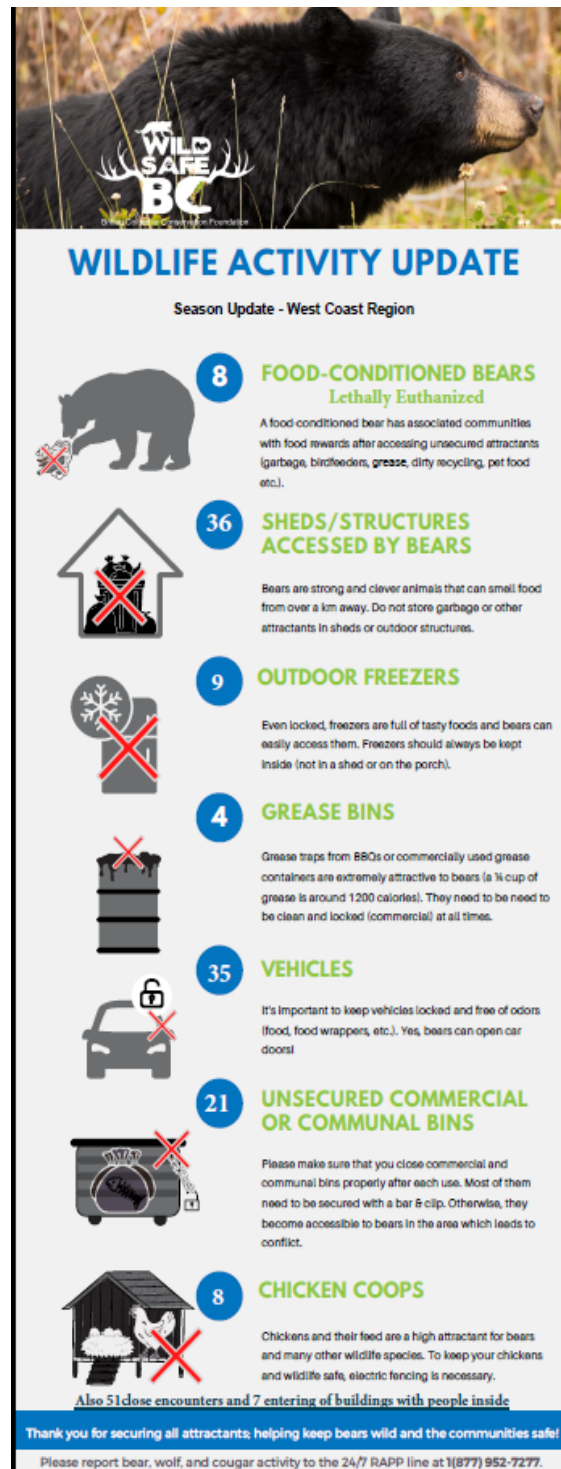 WILD
SAFE
BC
British Columbia Conservation Foundation
WILDLIFE ACTIVITY UPDATE
Season Update - West Coast Region
8
FOOD-CONDITIONED BEARS
Lethally Euthanized
A food-conditioned bear has associated communities
with food rewards after accessing unsecured attractants
(garbage, birdfeeders, grease, dirty recycling, pet food
etc.).
36
SHEDS/STRUCTURES
ACCESSED BY BEARS
Bears are strong and clever animals that can smell food
from over a km away. Do not store garbage or other
attractants in sheds or outdoor structures.
9
OUTDOOR FREEZERS
Even locked, freezers are full of tasty foods and bears can
easily access them. Freezers should always be kept
inside (not in a shed or on the porch).
4
GREASE BINS
Grease traps from BBQs or commercially used grease
containers are extremely attractive to bears (a ¾ cup of
grease is around 1200 calories). They need to be need to
be clean and locked (commercial) at all times.
35
VEHICLES
It's important to keep vehicles locked and free of odors
(food, food wrappers, etc.). Yes, bears can open car
doors!
21
UNSECURED COMMERCIAL
OR COMMUNAL BINS
Please make sure that you close commercial and
communal bins properly after each use. Most of them
need to be secured with a bar & clip. Otherwise, they
become accessible to bears in the area which leads to
conflict.
8
CHICKEN COOPS
Chickens and their feed are a high attractant for bears
and many other wildlife species. To keep your chickens
and wildlife safe, electric fencing is necessary.
Also 51close encounters and 7 entering of buildings with people inside
Thank you for securing all attractants; helping keep bears wild and the communities safe!
Please report bear, wolf, and cougar activity to the 24/7 RAPP line at 1(877) 952-7277.